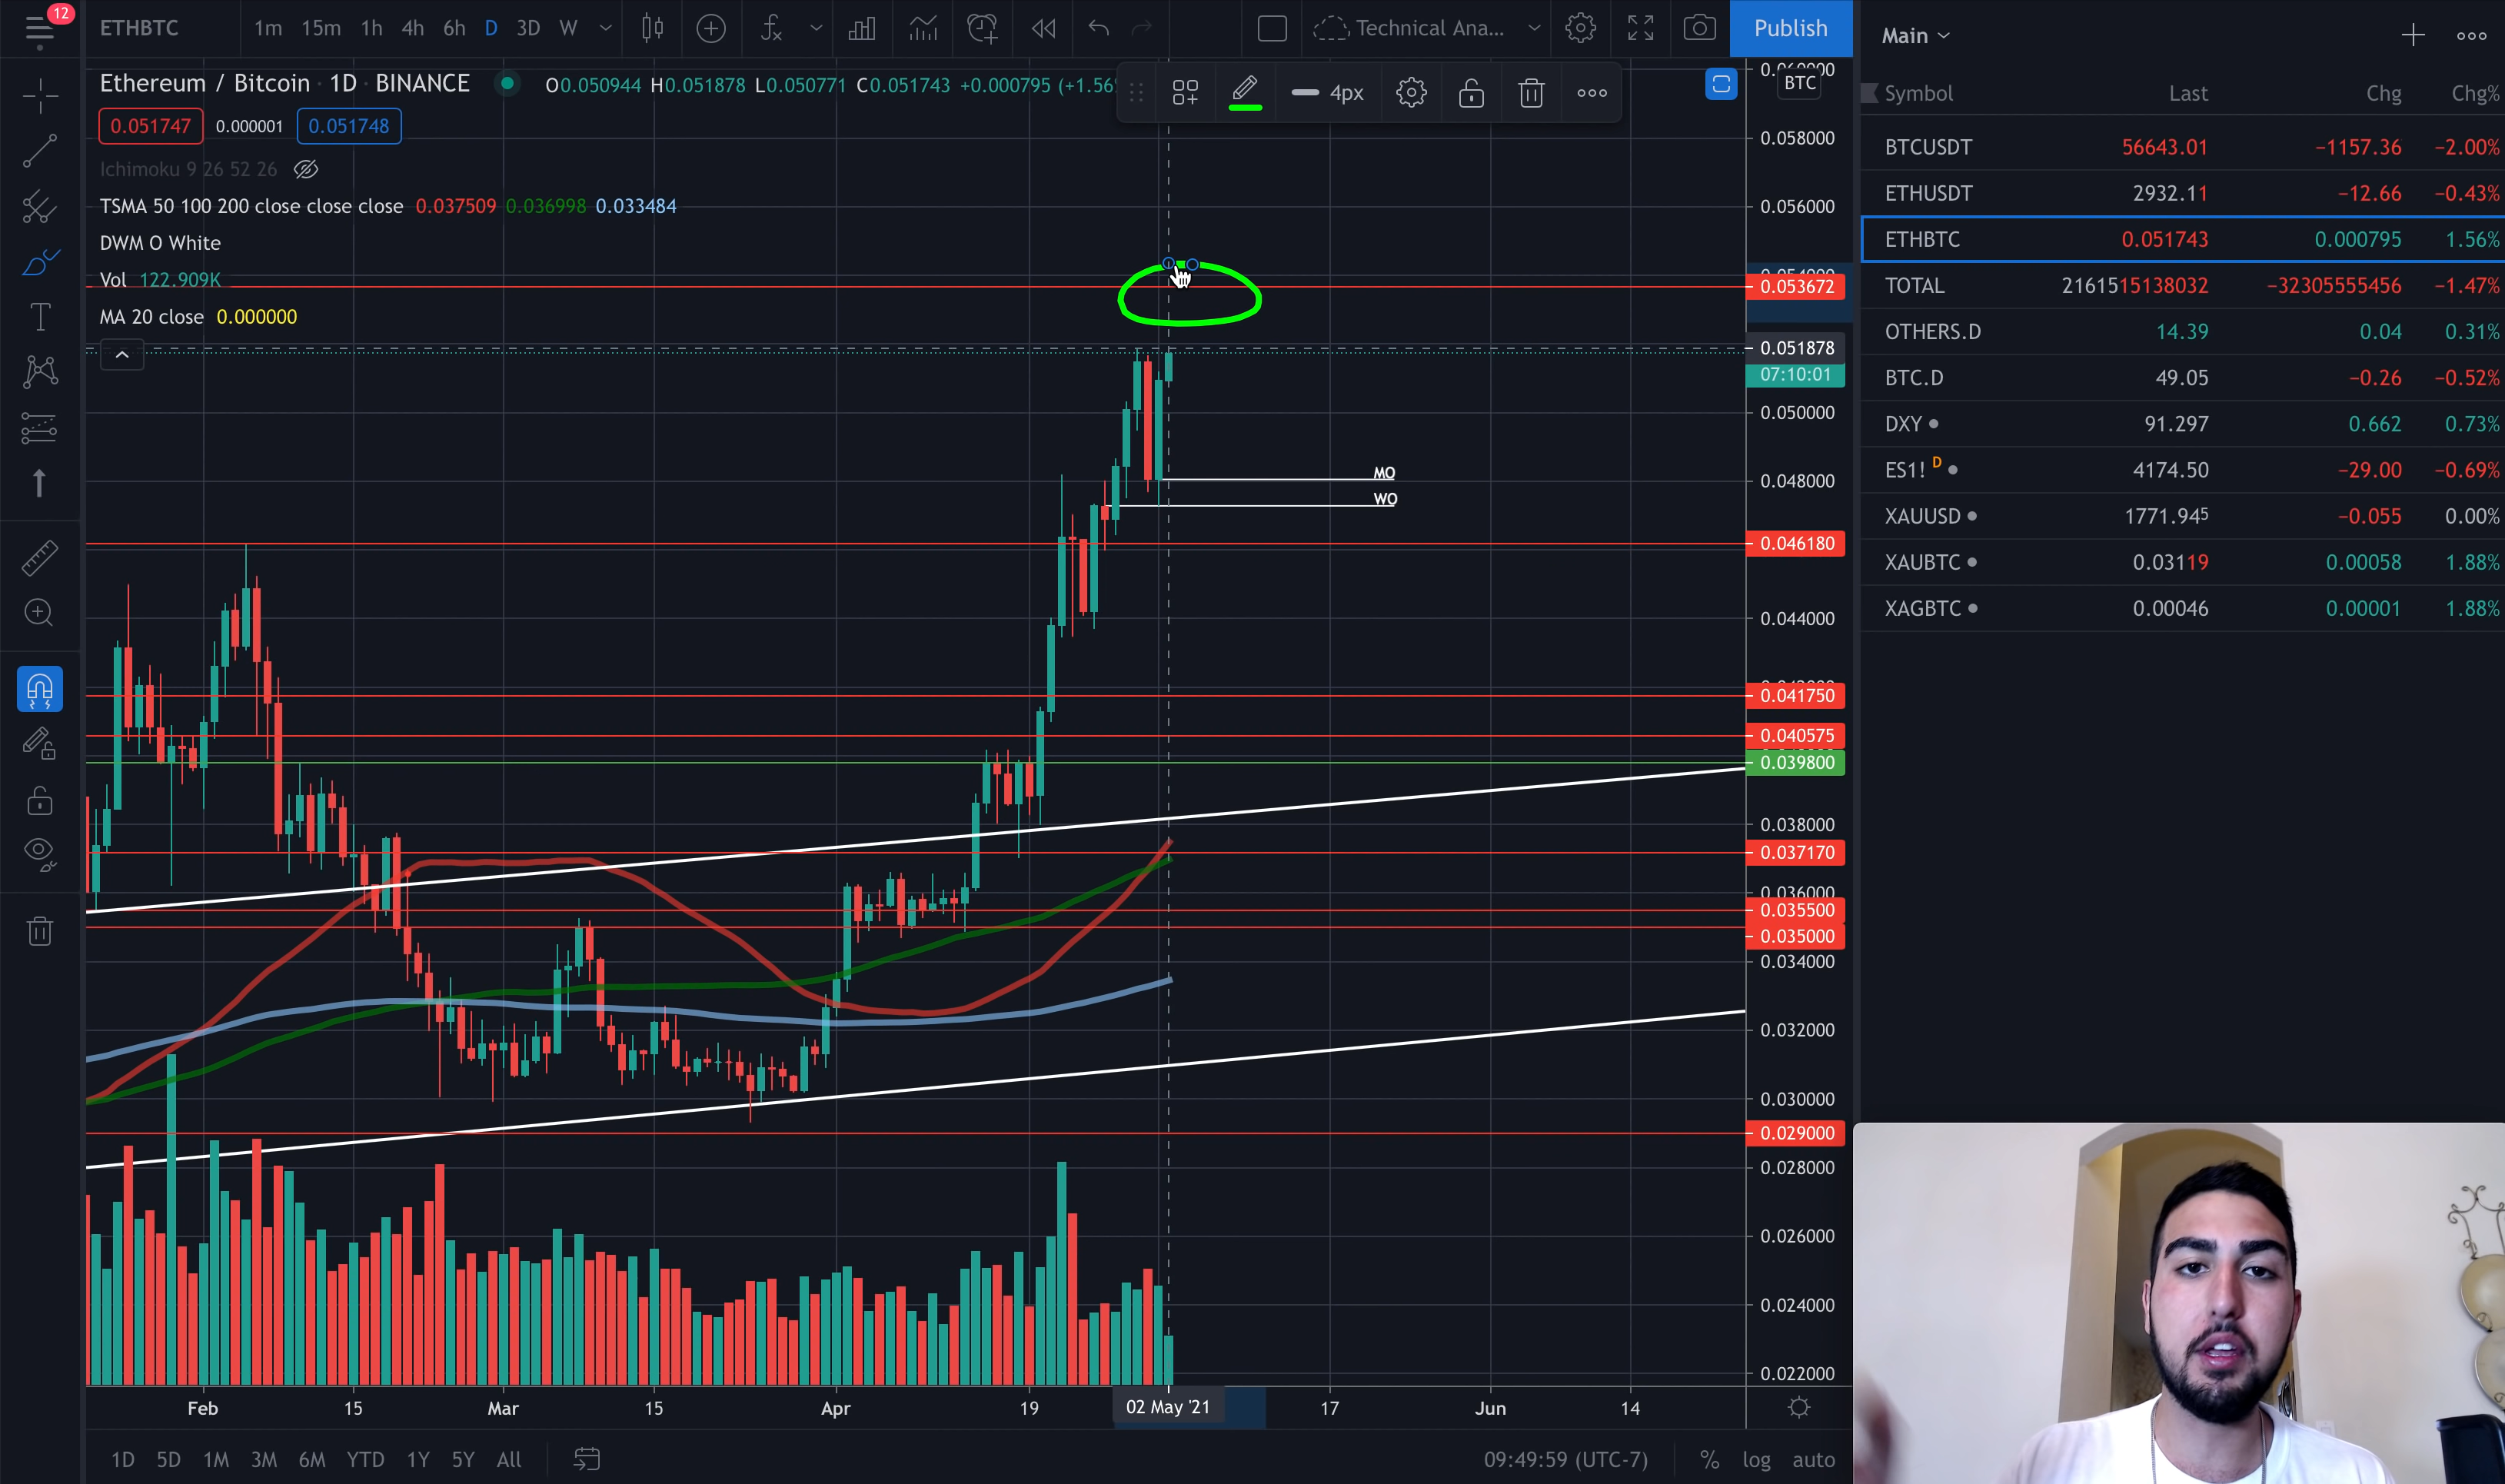 12
ETHBTC 1m 15m 1h 4h 6h D 3D W Technical Ana... Publish
Ethereum / Bitcoin · 1D · BINANCE O0.050944 H0.051878 L0.050771 C0.051743 +0.000795 (+1.56
4px
BTC
0.051747 0.000001 0.051748
Ichimoku 9 26 52 26
TSMA 50 100 200 close close close 0.037509 0.036998 0.033484
DWM O White
Vol 122.909K
MA 20 close 0.000000
MO
WO
0.060000
0.058000
0.056000
0.053672
0.051878
07:10:01
0.050000
0.048000
0.046180
0.044000
0.041750
0.040575
0.039800
0.038000
0.037170
0.036000
0.035500
0.035000
0.034000
0.032000
0.030000
0.029000
0.028000
0.026000
0.024000
0.022000
Feb 15 Mar 15 Apr 19 02 May '21 17 Jun 14
1D 5D 1M 3M 6M YTD 1Y 5Y All 09:49:59 (UTC-7) % log auto
Main
Symbol Last Chg Chg%
BTCUSDT 56643.01 −1157.36 −2.00%
ETHUSDT 2932.11 −12.66 −0.43%
ETHBTC 0.051743 0.000795 1.56%
TOTAL 2161515138032 −32305555456 −1.47%
OTHERS.D 14.39 0.04 0.31%
BTC.D 49.05 −0.26 −0.52%
DXY 91.297 0.662 0.73%
ES1! D 4174.50 −29.00 −0.69%
XAUUSD 1771.945 −0.055 0.00%
XAUBTC 0.03119 0.00058 1.88%
XAGBTC 0.00046 0.00001 1.88%